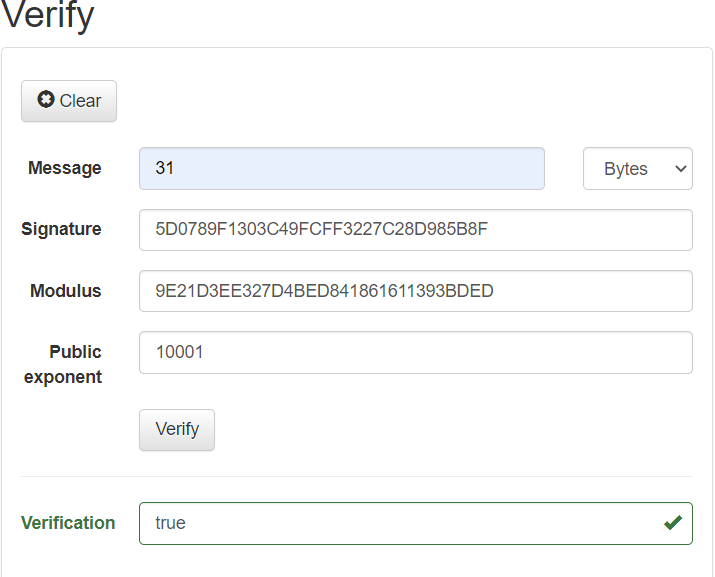 Verify
Clear
Message 31 Bytes
Signature 5D0789F1303C49FCFF3227C28D985B8F
Modulus 9E21D3EE327D4BED841861611393BDED
Public exponent 10001
Verify
Verification true